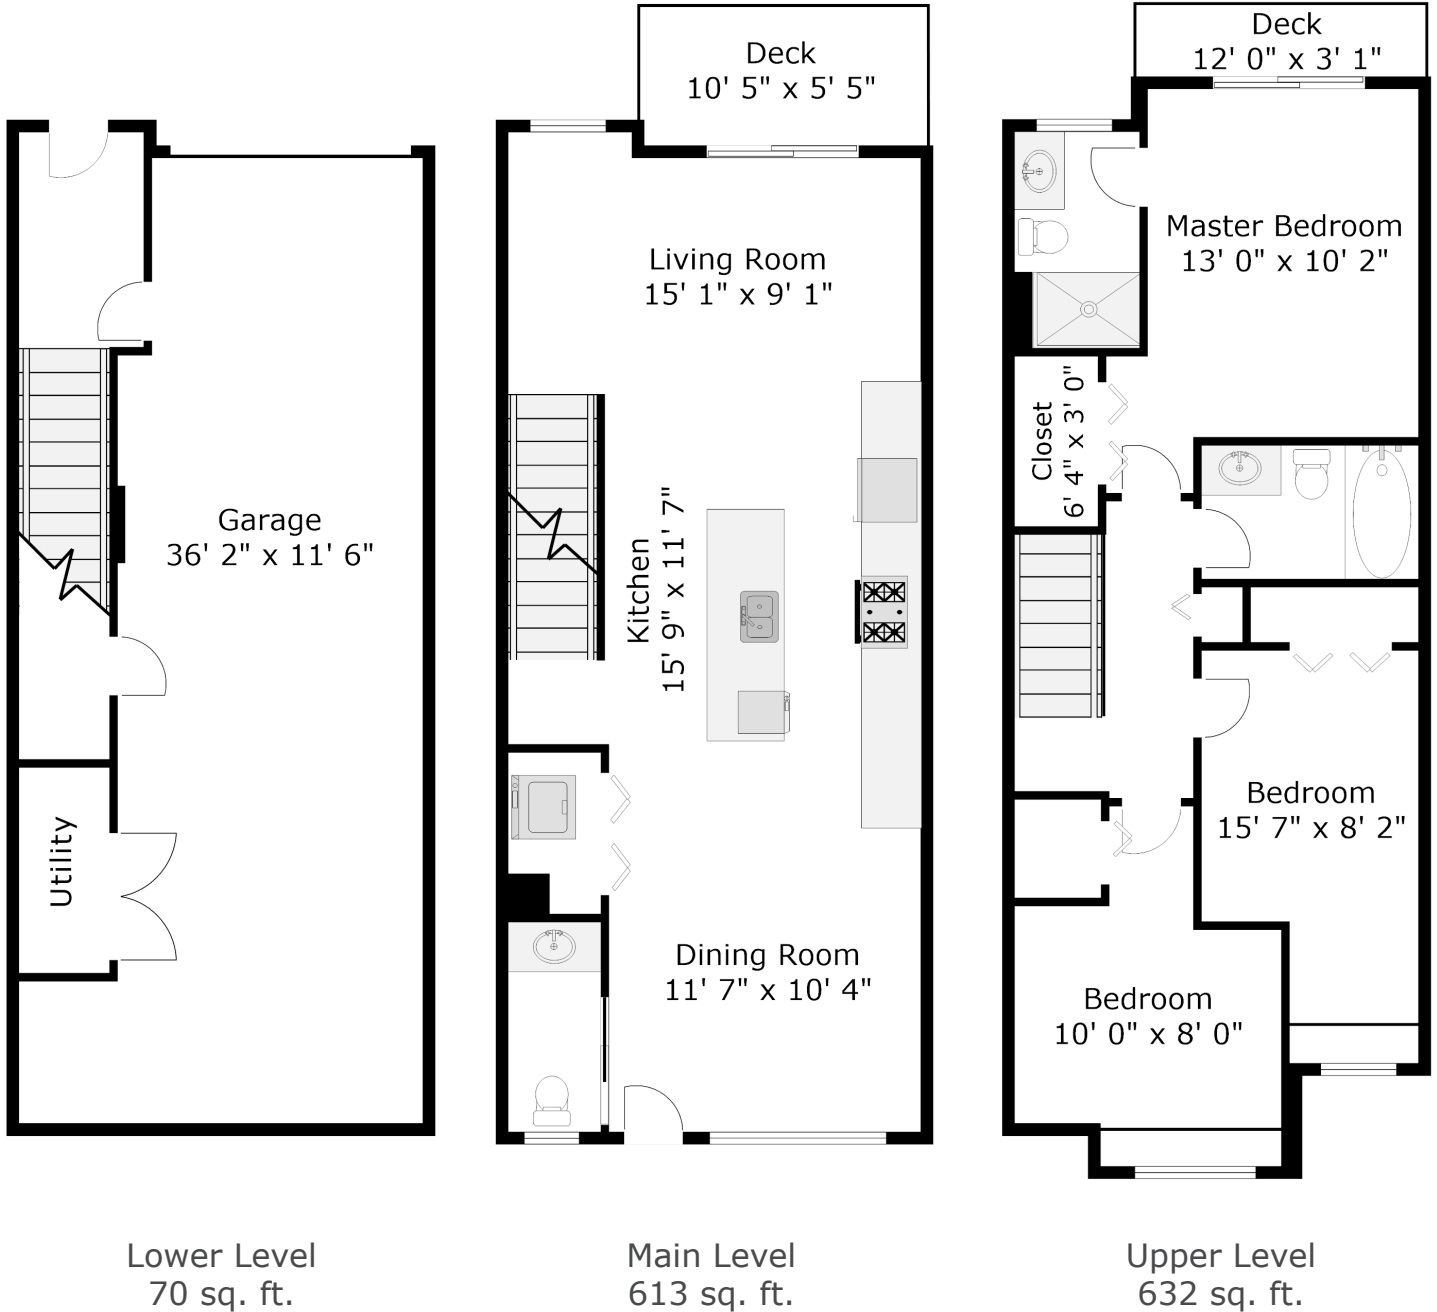 Garage
36' 2" x 11' 6"
Utility
Lower Level
70 sq. ft.
Deck
10' 5" x 5' 5"
Living Room
15' 1" x 9' 1"
Kitchen
15' 9" x 11' 7"
Dining Room
11' 7" x 10' 4"
Main Level
613 sq. ft.
Deck
12' 0" x 3' 1"
Master Bedroom
13' 0" x 10' 2"
Closet
6' 4" x 3' 0"
Bedroom
15' 7" x 8' 2"
Bedroom
10' 0" x 8' 0"
Upper Level
632 sq. ft.